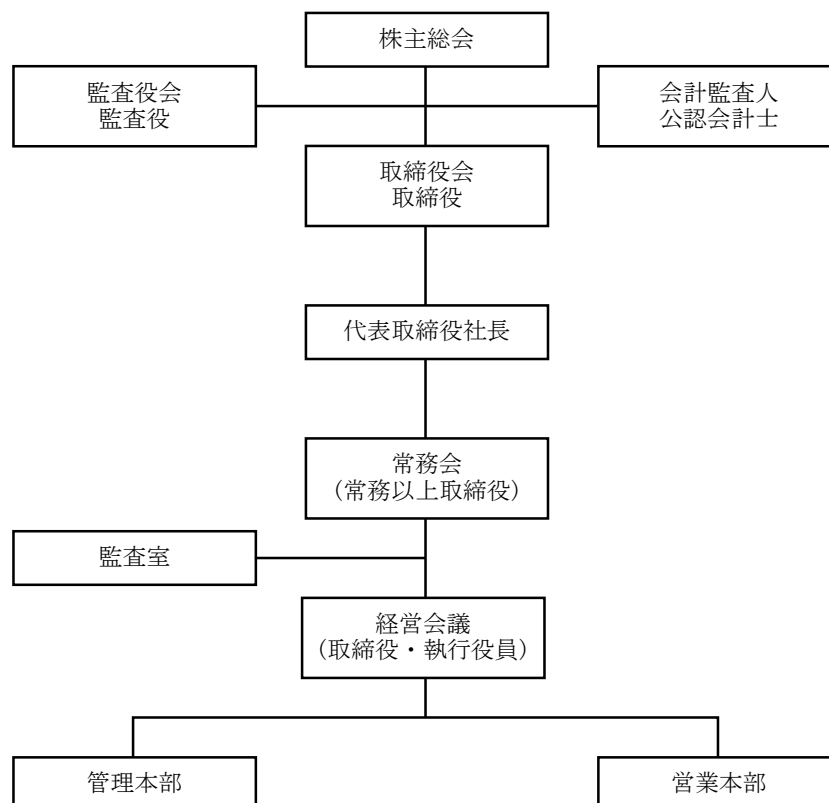 株主総会
監査役会
監査役
会計監査人
公認会計士
取締役会
取締役
代表取締役社長
常務会
（常務以上取締役）
監査室
経営会議
（取締役・執行役員）
管理本部
営業本部